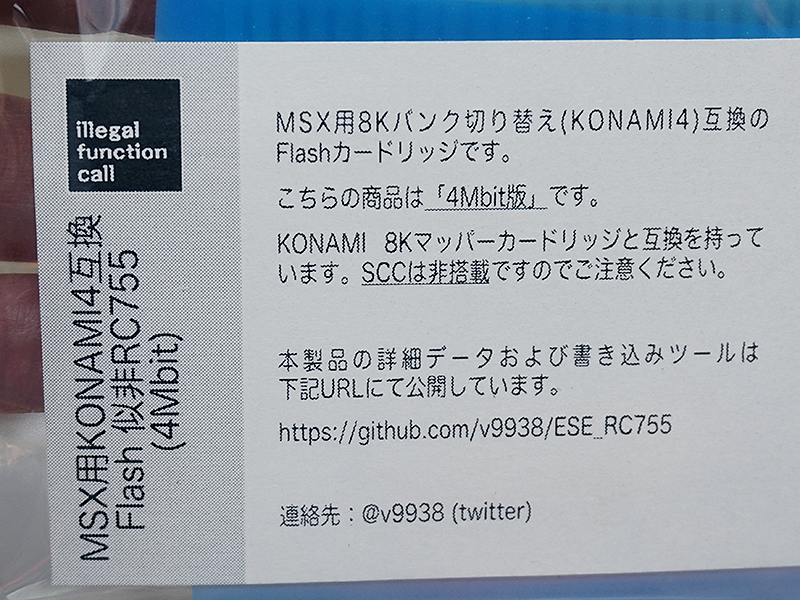 illegal
function
call
MSX用KONAMI4互換
Flash 似非RC755
(4Mbit)
MSX用8Kバンク切り替え(KONAMI4)互換の
Flashカードリッジです。
こちらの商品は「4Mbit版」です。
KONAMI 8Kマッパーカードリッジと互換を持って
います。SCCは非搭載ですのでご注意ください。
本製品の詳細データおよび書き込みツールは
下記URLにて公開しています。
https://github.com/v9938/ESE_RC755
連絡先：@v9938 (twitter)